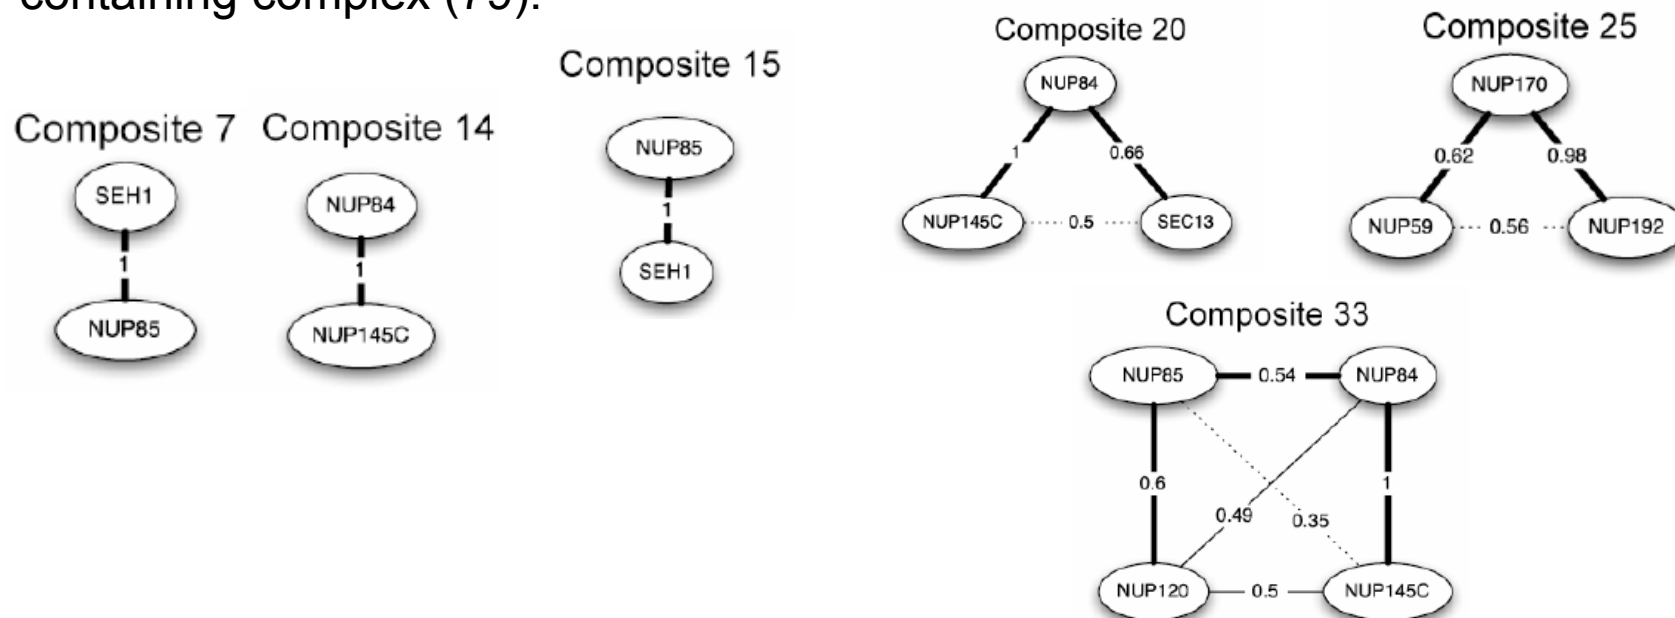 containing complex (79).
Composite 7
SEH1
1
NUP85
Composite 14
NUP84
1
NUP145C
Composite 15
NUP85
1
SEH1
Composite 20
NUP84
1
0.66
NUP145C
0.5
SEC13
Composite 25
NUP170
0.62
0.98
NUP59
0.56
NUP192
Composite 33
NUP85
0.54
NUP84
0.6
1
0.49
0.35
NUP120
0.5
NUP145C